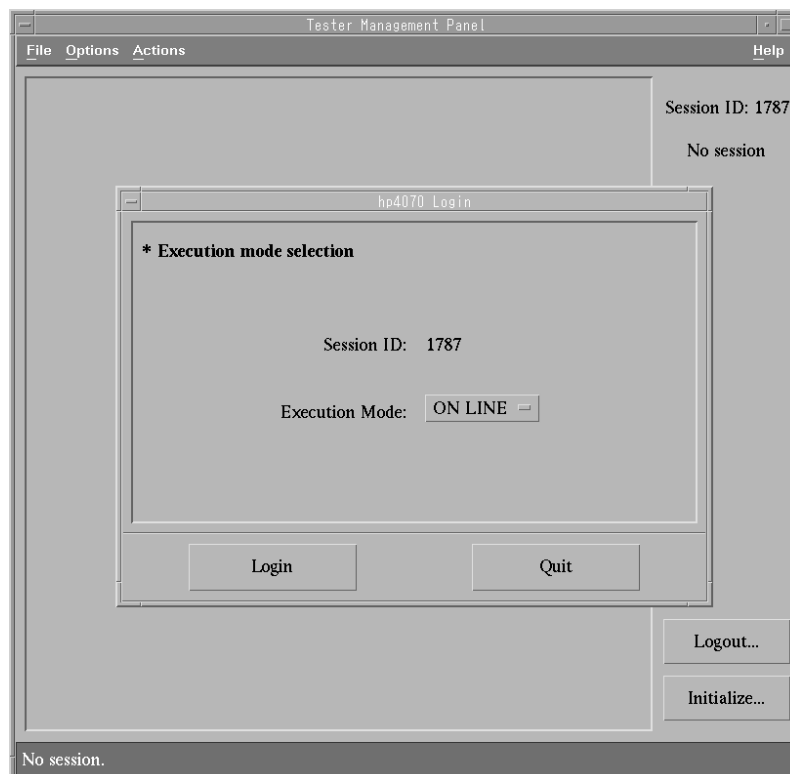 Tester Management Panel
File Options Actions Help
Session ID: 1787
No session
hp4070 Login
* Execution mode selection
Session ID: 1787
Execution Mode: ON LINE
Login Quit
Logout...
Initialize...
No session.